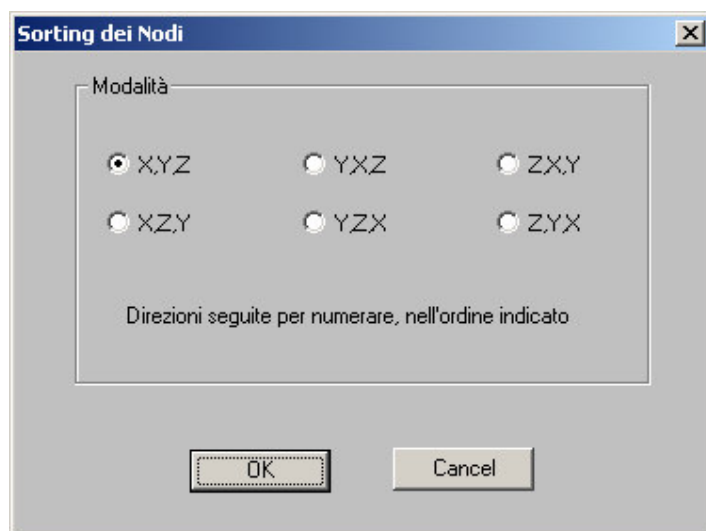 Sorting dei Nodi
Modalità
X,Y,Z Y,X,Z Z,X,Y
X,Z,Y Y,Z,X Z,Y,X
Direzioni seguite per numerare, nell'ordine indicato
OK Cancel